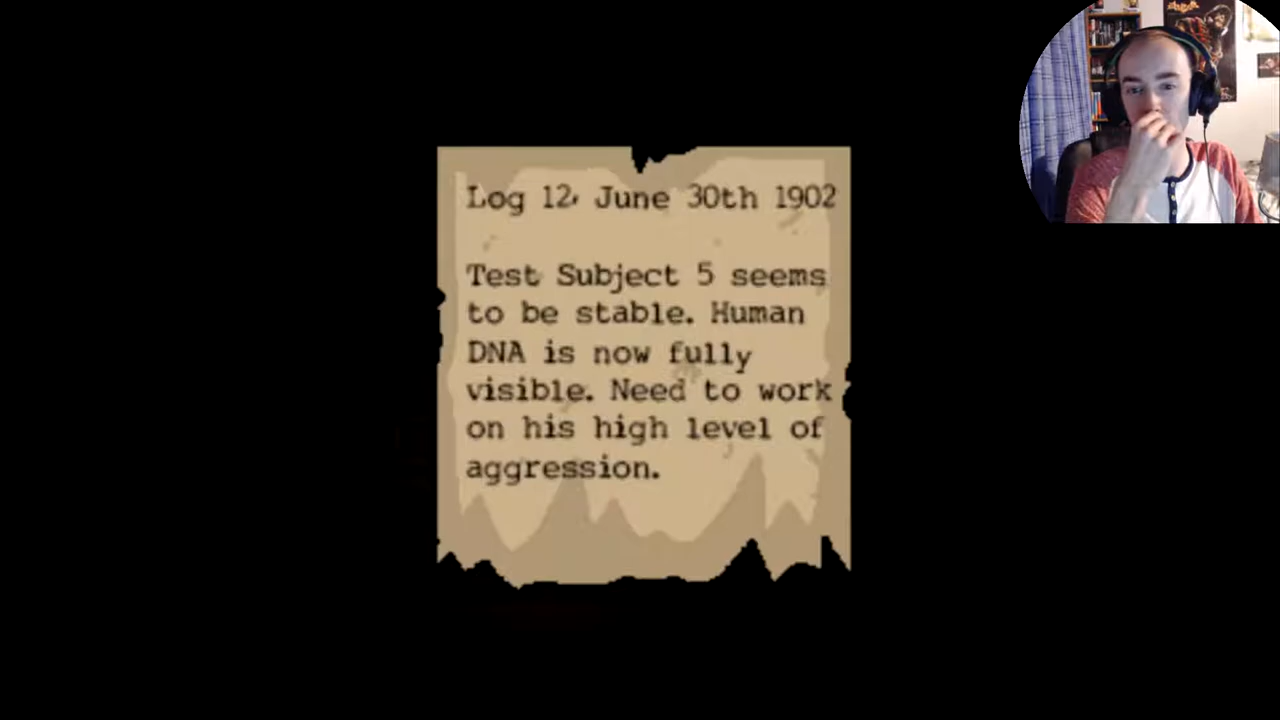 Log 12, June 30th 1902
Test Subject 5 seems
to be stable. Human
DNA is now fully
visible. Need to work
on his high level of
aggression.